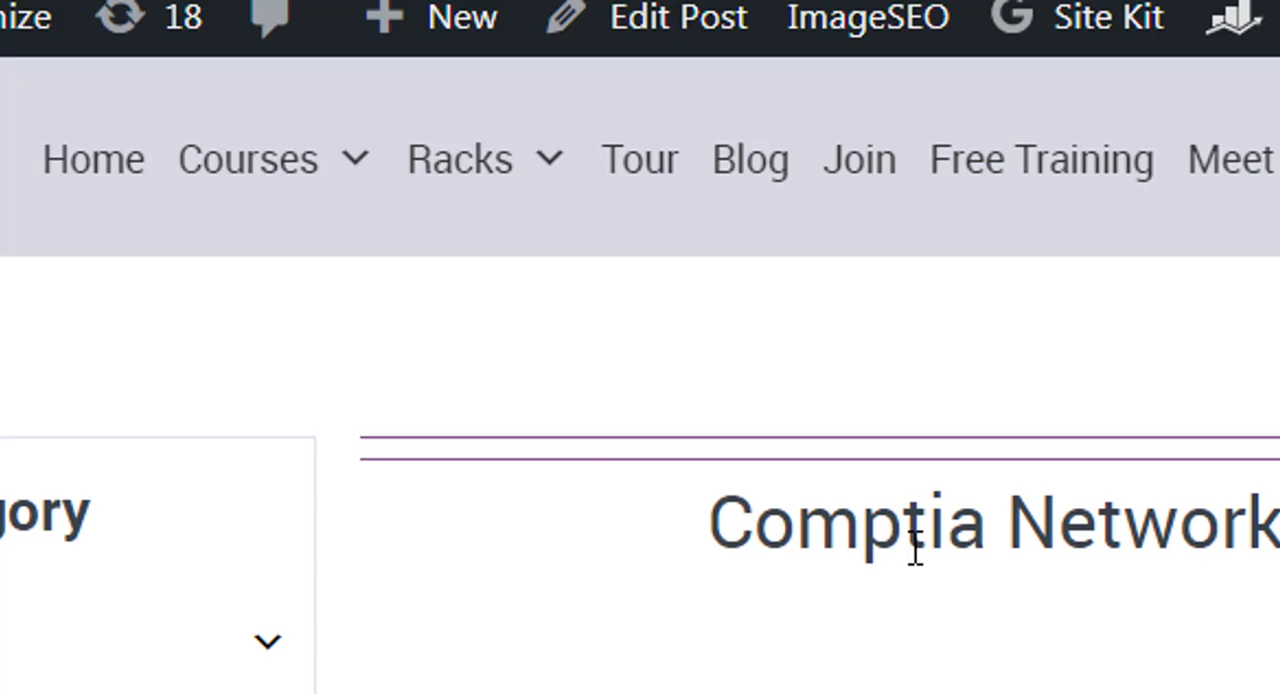 nize 18 New Edit Post ImageSEO Site Kit
Home Courses Racks Tour Blog Join Free Training Meet
gory
Comptia Network